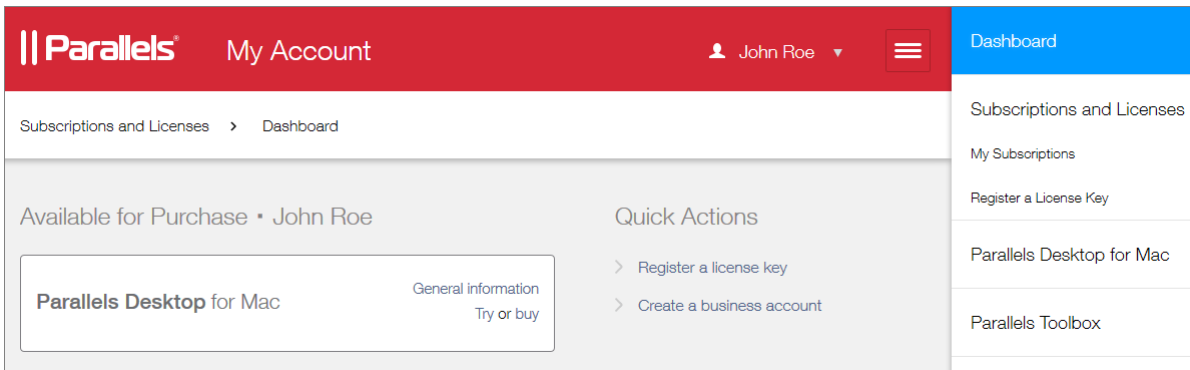 Parallels® My Account John Roe
Subscriptions and Licenses > Dashboard
Available for Purchase • John Roe
Parallels Desktop for Mac
General information
Try or buy
Quick Actions
Register a license key
Create a business account
Dashboard
Subscriptions and Licenses
My Subscriptions
Register a License Key
Parallels Desktop for Mac
Parallels Toolbox